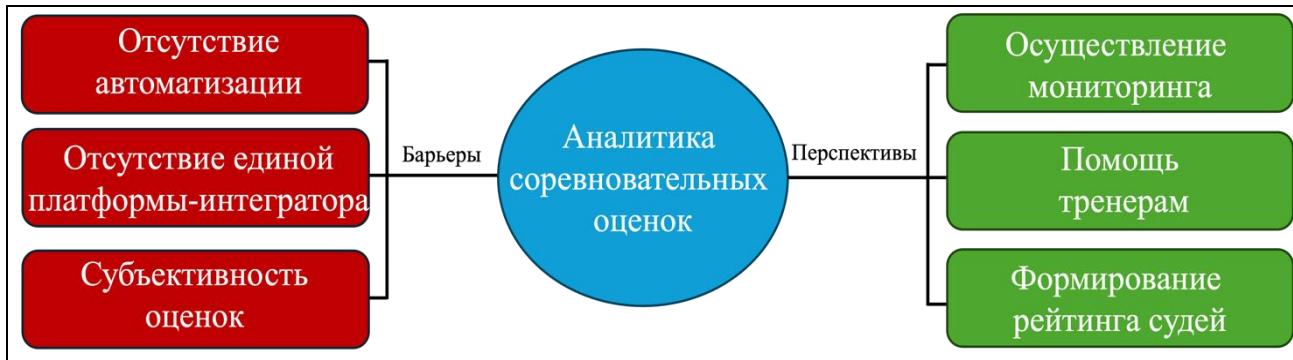 Отсутствие
автоматизации
Отсутствие единой
платформы-интегратора
Субъективность
оценок
Барьеры
Аналитика
соревновательных
оценок
Перспективы
Осуществление
мониторинга
Помощь
тренерам
Формирование
рейтинга судей